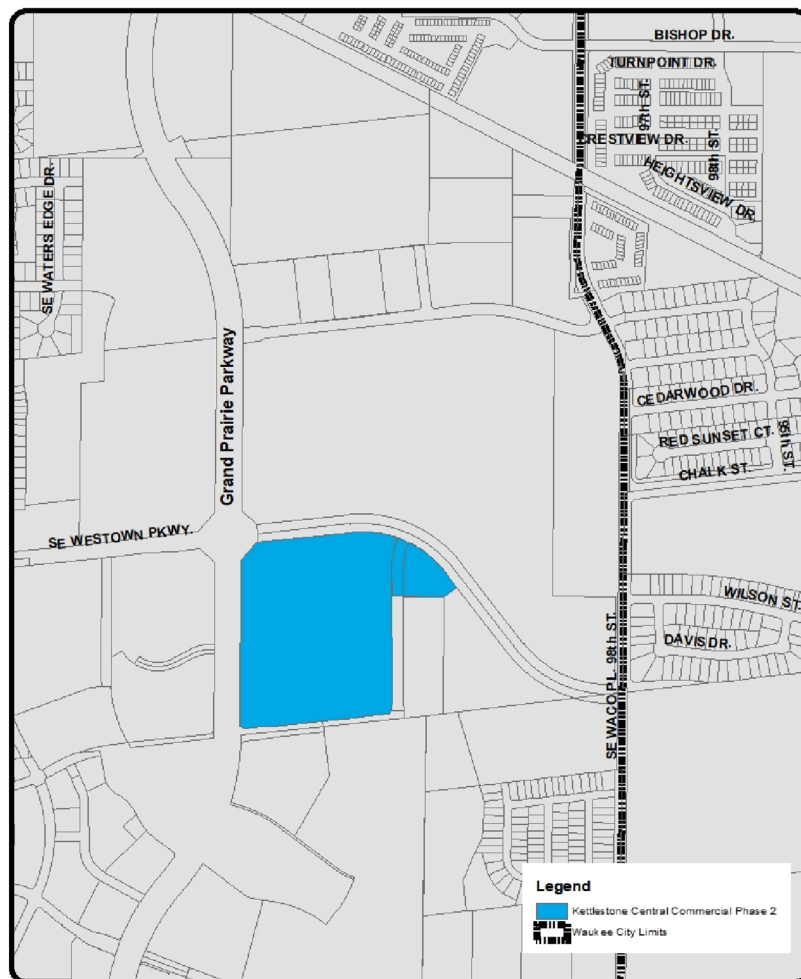 BISHOP DR.
TURNPOINT DR.
97th ST.
CRESTVIEW DR.
98th ST.
HEIGHTSVIEW DR.
SE WATERS EDGE DR.
Grand Prairie Parkway
CEDARWOOD DR.
RED SUNSET CT.
95th ST.
CHALK ST.
SE WESTOWN PKWY.
WILSON ST.
DAVIS DR.
SE WACO PL. 98th ST.
Legend
Kettlestone Central Commercial Phase 2
Waukee City Limits